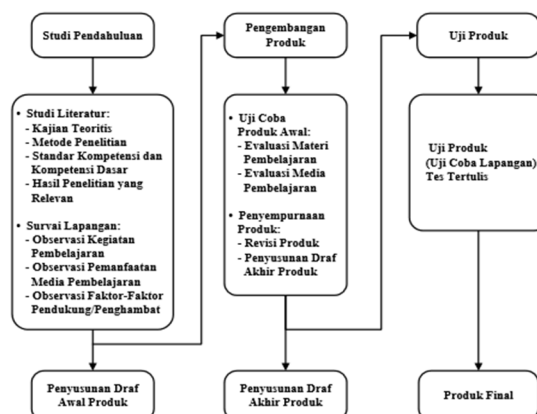 Studi Pendahuluan
• Studi Literatur:
- Kajian Teoritis
- Metode Penelitian
- Standar Kompetensi dan
Kompetensi Dasar
- Hasil Penelitian yang
Relevan
• Survai Lapangan:
- Observasi Kegiatan
Pembelajaran
- Observasi Pemanfaatan
Media Pembelajaran
- Observasi Faktor-Faktor
Pendukung/Penghambat
Penyusunan Draf
Awal Produk
Pengembangan
Produk
• Uji Coba
Produk Awal:
- Evaluasi Materi
Pembelajaran
- Evaluasi Media
Pembelajaran
• Penyempurnaan
Produk:
- Revisi Produk
- Penyusunan Draf
Akhir Produk
Penyusunan Draf
Akhir Produk
Uji Produk
Uji Produk
(Uji Coba Lapangan)
Tes Tertulis
Produk Final